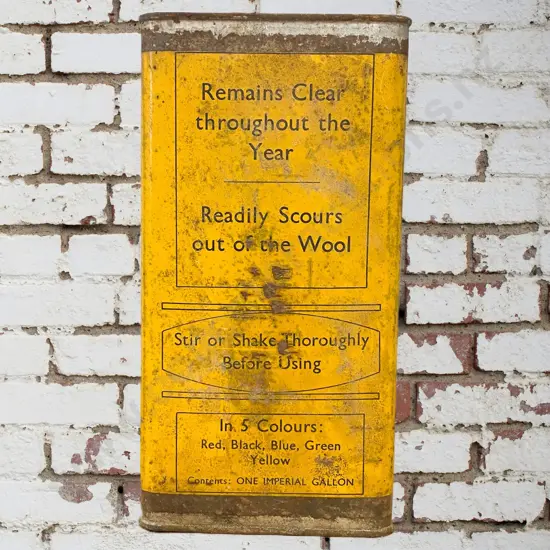 Remains Clear
throughout the
Year
Readily Scours
out of the Wool
Stir or Shake Thoroughly
Before Using
In 5 Colours:
Red, Black, Blue, Green
Yellow
Contents: ONE IMPERIAL GALLON